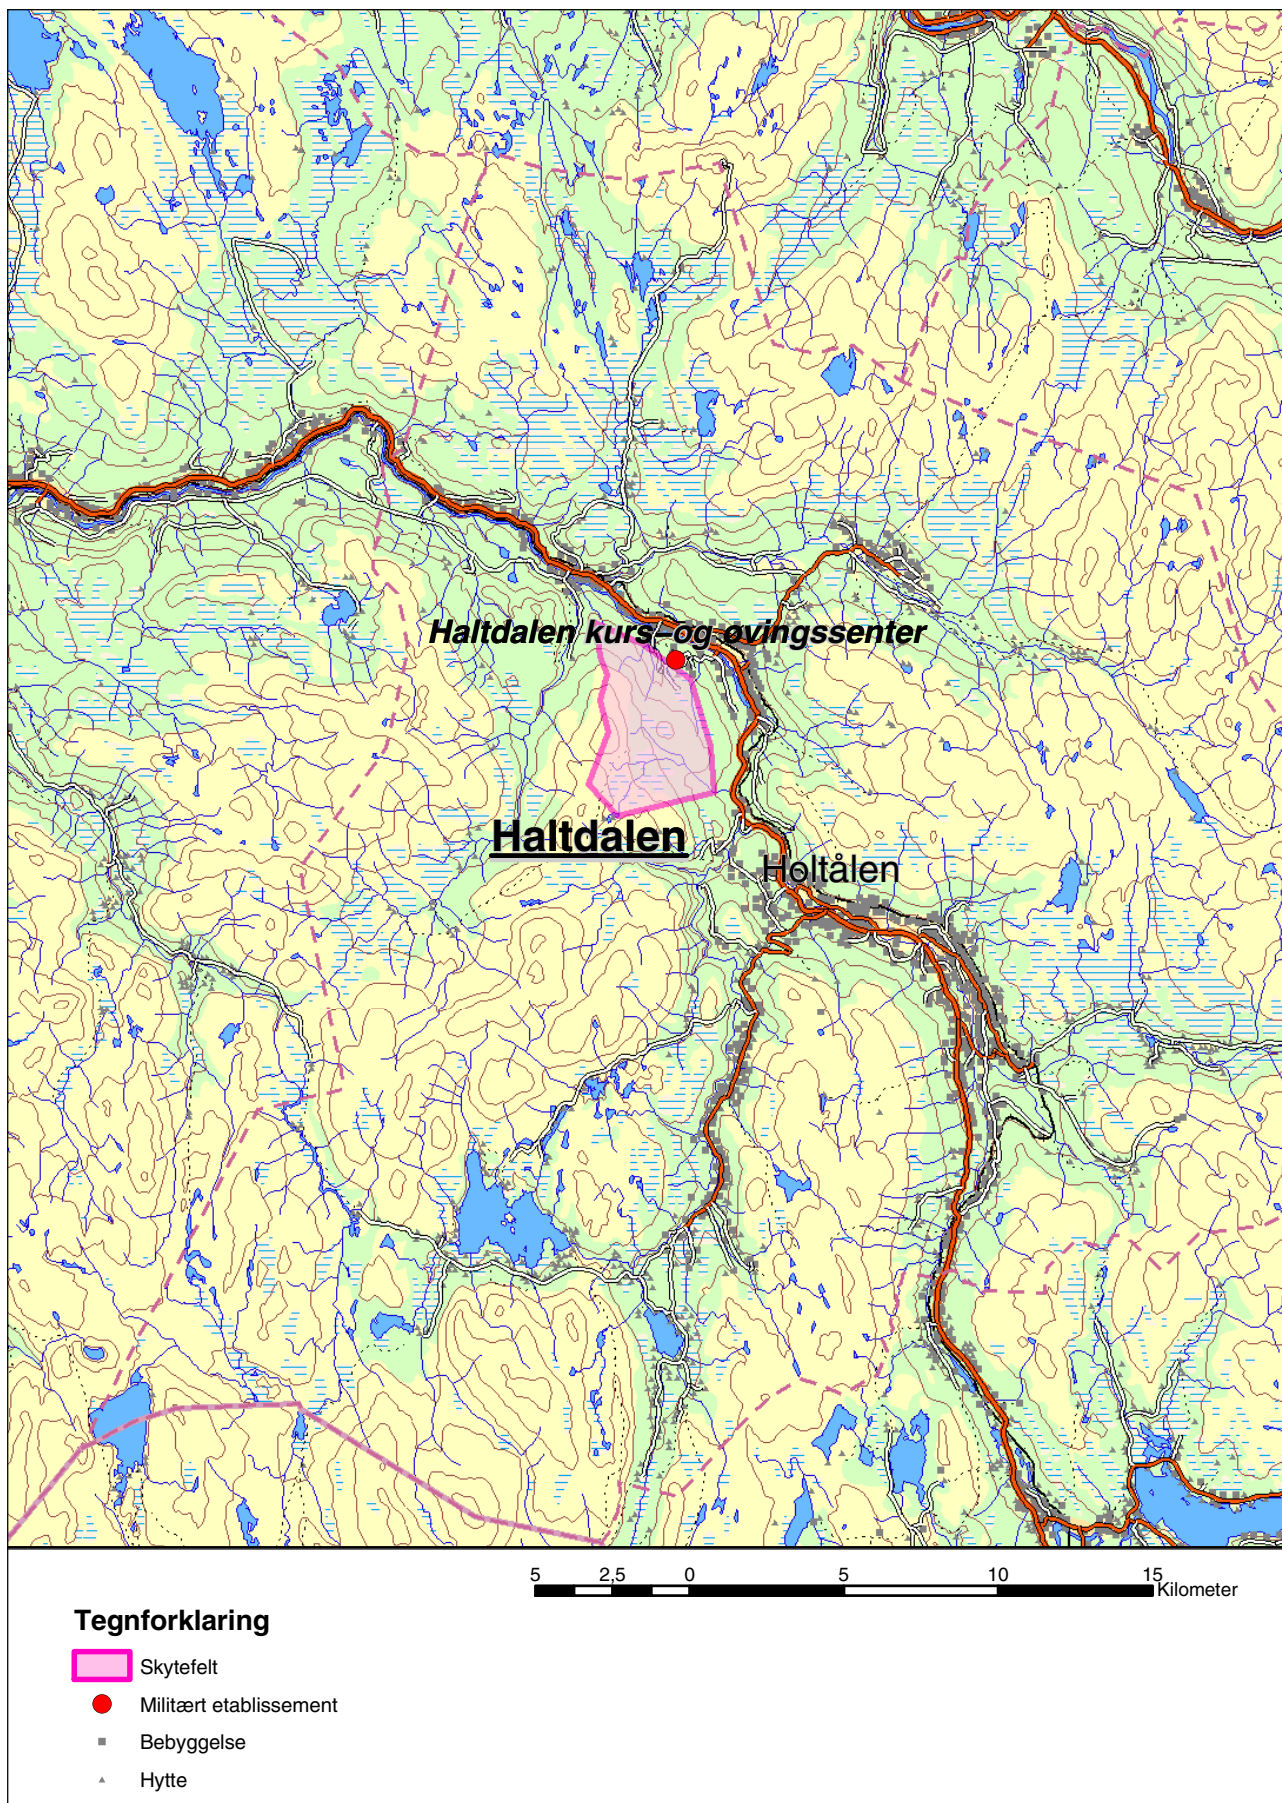 Haltdalen kurs-og øvingssenter
Haltdalen
Holtålen
5 2,5 0 5 10 15
Kilometer
Tegnforklaring
Skytefelt
Militært etablissement
Bebyggelse
Hytte